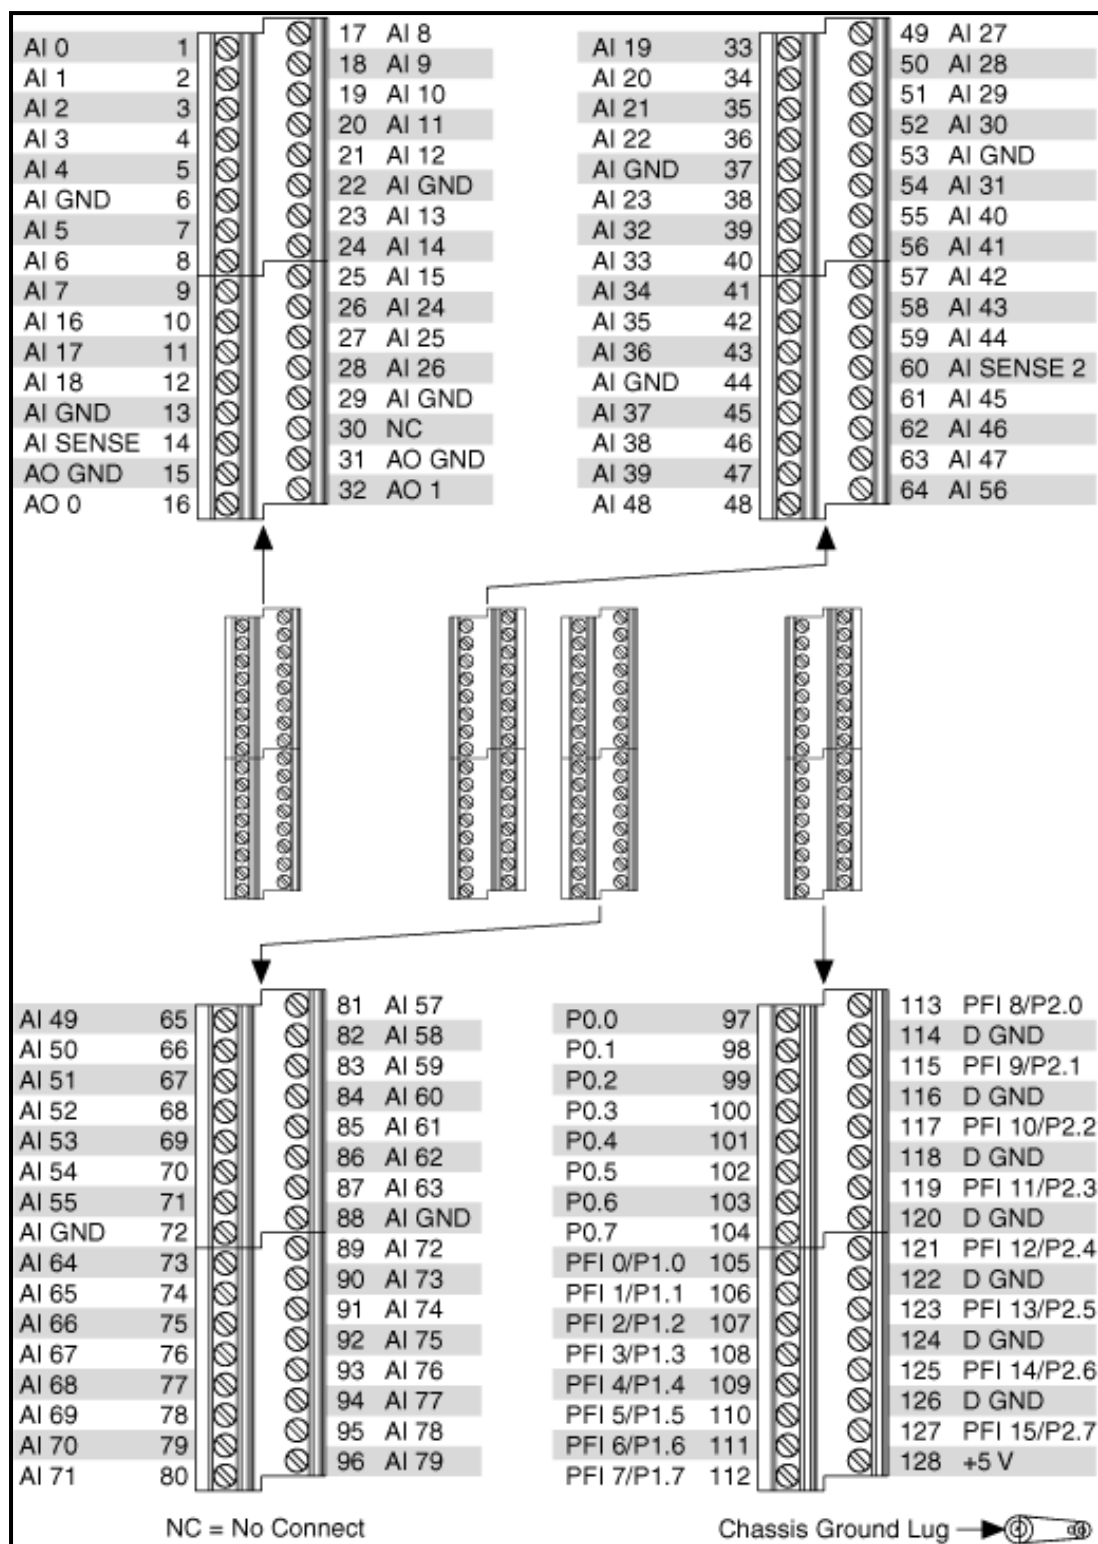 AI 0 1
AI 1 2
AI 2 3
AI 3 4
AI 4 5
AI GND 6
AI 5 7
AI 6 8
AI 7 9
AI 16 10
AI 17 11
AI 18 12
AI GND 13
AI SENSE 14
AO GND 15
AO 0 16
17 AI 8
18 AI 9
19 AI 10
20 AI 11
21 AI 12
22 AI GND
23 AI 13
24 AI 14
25 AI 15
26 AI 24
27 AI 25
28 AI 26
29 AI GND
30 NC
31 AO GND
32 AO 1
AI 19 33
AI 20 34
AI 21 35
AI 22 36
AI GND 37
AI 23 38
AI 32 39
AI 33 40
AI 34 41
AI 35 42
AI 36 43
AI GND 44
AI 37 45
AI 38 46
AI 39 47
AI 48 48
49 AI 27
50 AI 28
51 AI 29
52 AI 30
53 AI GND
54 AI 31
55 AI 40
56 AI 41
57 AI 42
58 AI 43
59 AI 44
60 AI SENSE 2
61 AI 45
62 AI 46
63 AI 47
64 AI 56
AI 49 65
AI 50 66
AI 51 67
AI 52 68
AI 53 69
AI 54 70
AI 55 71
AI GND 72
AI 64 73
AI 65 74
AI 66 75
AI 67 76
AI 68 77
AI 69 78
AI 70 79
AI 71 80
81 AI 57
82 AI 58
83 AI 59
84 AI 60
85 AI 61
86 AI 62
87 AI 63
88 AI GND
89 AI 72
90 AI 73
91 AI 74
92 AI 75
93 AI 76
94 AI 77
95 AI 78
96 AI 79
P0.0 97
P0.1 98
P0.2 99
P0.3 100
P0.4 101
P0.5 102
P0.6 103
P0.7 104
PFI 0/P1.0 105
PFI 1/P1.1 106
PFI 2/P1.2 107
PFI 3/P1.3 108
PFI 4/P1.4 109
PFI 5/P1.5 110
PFI 6/P1.6 111
PFI 7/P1.7 112
113 PFI 8/P2.0
114 D GND
115 PFI 9/P2.1
116 D GND
117 PFI 10/P2.2
118 D GND
119 PFI 11/P2.3
120 D GND
121 PFI 12/P2.4
122 D GND
123 PFI 13/P2.5
124 D GND
125 PFI 14/P2.6
126 D GND
127 PFI 15/P2.7
128 +5 V
NC = No Connect
Chassis Ground Lug